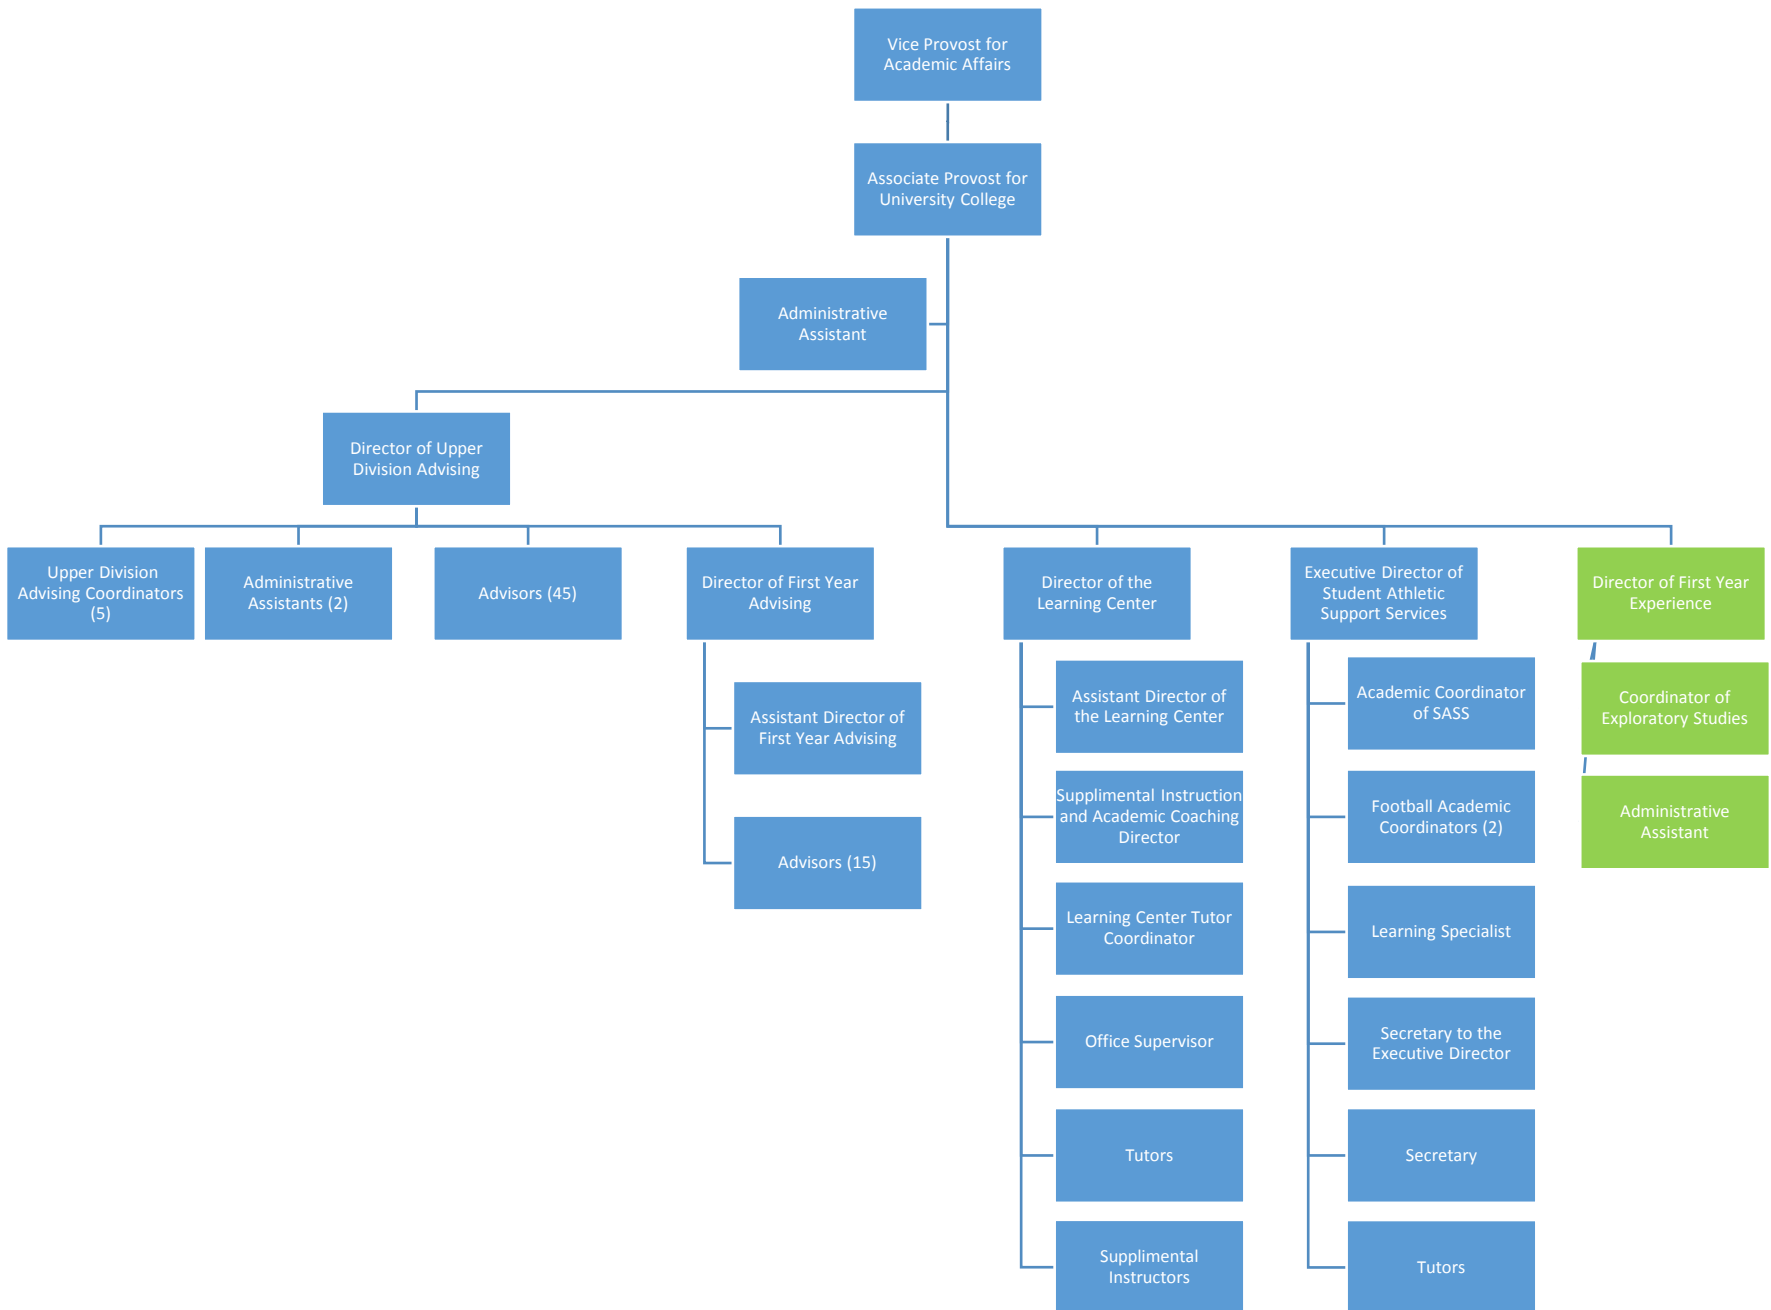 Vice Provost for
Academic Affairs
Associate Provost for
University College
Administrative
Assistant
Director of Upper
Division Advising
Upper Division
Advising Coordinators
(5)
Administrative
Assistants (2)
Advisors (45)
Director of First Year
Advising
Assistant Director of
First Year Advising
Advisors (15)
Director of the
Learning Center
Assistant Director of
the Learning Center
Supplimental Instruction
and Academic Coaching
Director
Learning Center Tutor
Coordinator
Office Supervisor
Tutors
Supplimental
Instructors
Executive Director of
Student Athletic
Support Services
Academic Coordinator
of SASS
Football Academic
Coordinators (2)
Learning Specialist
Secretary to the
Executive Director
Secretary
Tutors
Director of First Year
Experience
Coordinator of
Exploratory Studies
Administrative
Assistant